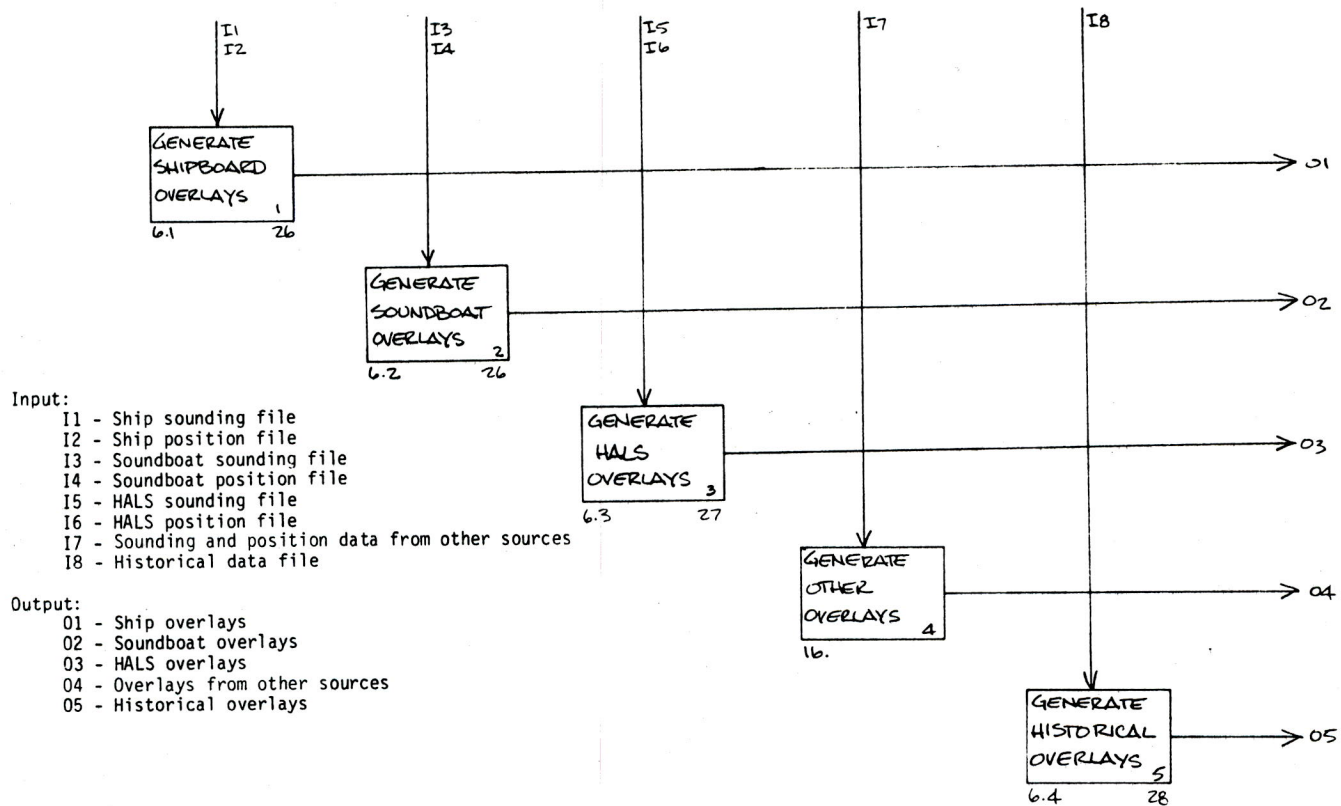 I1
I2
I3
I4
I5
I6
I7
I8
GENERATE
SHIPBOARD
OVERLAYS
1
6.1 26
O1
GENERATE
SOUNDBOAT
OVERLAYS
2
6.2 26
O2
GENERATE
HALS
OVERLAYS
3
6.3 27
O3
GENERATE
OTHER
OVERLAYS
4
16.
O4
GENERATE
HISTORICAL
OVERLAYS
5
6.4 28
O5
Input:
I1 - Ship sounding file
I2 - Ship position file
I3 - Soundboat sounding file
I4 - Soundboat position file
I5 - HALS sounding file
I6 - HALS position file
I7 - Sounding and position data from other sources
I8 - Historical data file
Output:
O1 - Ship overlays
O2 - Soundboat overlays
O3 - HALS overlays
O4 - Overlays from other sources
O5 - Historical overlays